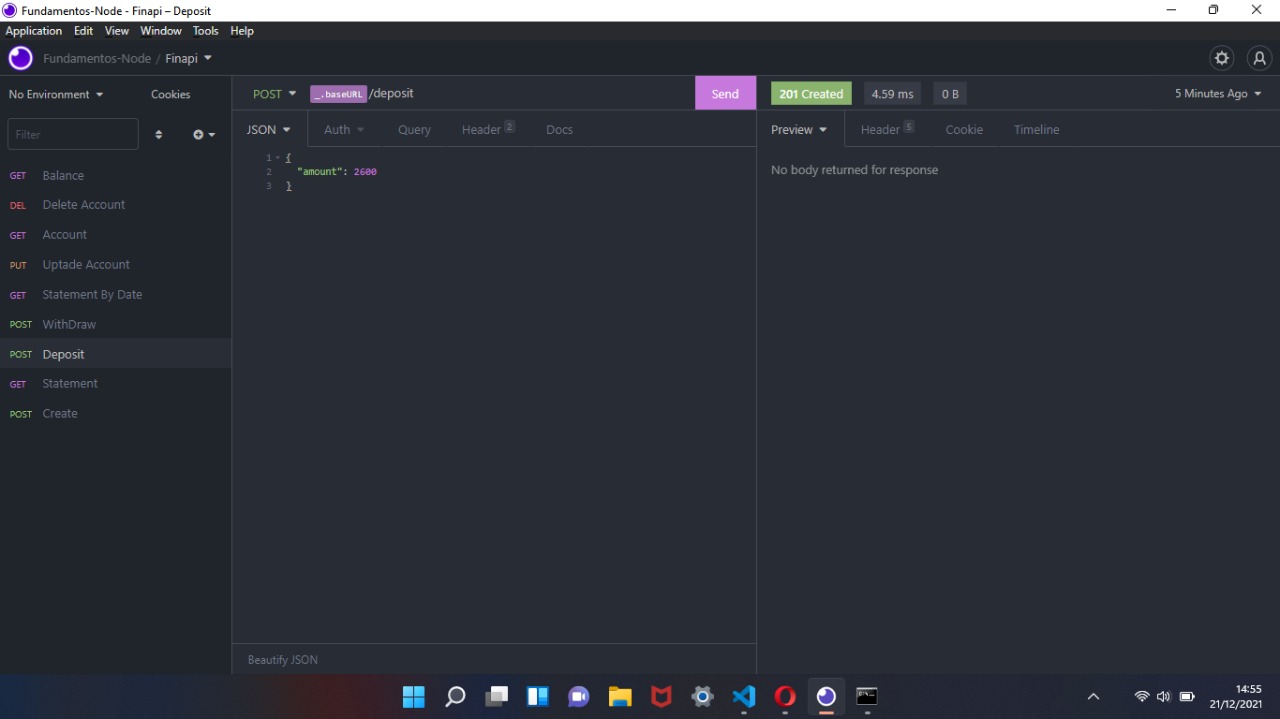 Fundamentos-Node - Finapi – Deposit
Application Edit View Window Tools Help
Fundamentos-Node / Finapi
No Environment Cookies
Filter
GET Balance
DEL Delete Account
GET Account
PUT Uptade Account
GET Statement By Date
POST WithDraw
POST Deposit
GET Statement
POST Create
POST _.baseURL /deposit Send
JSON Auth Query Header 2 Docs
1 {
2 "amount": 2600
3 }
Beautify JSON
201 Created 4.59 ms 0 B 5 Minutes Ago
Preview Header 5 Cookie Timeline
No body returned for response
14:55
21/12/2021